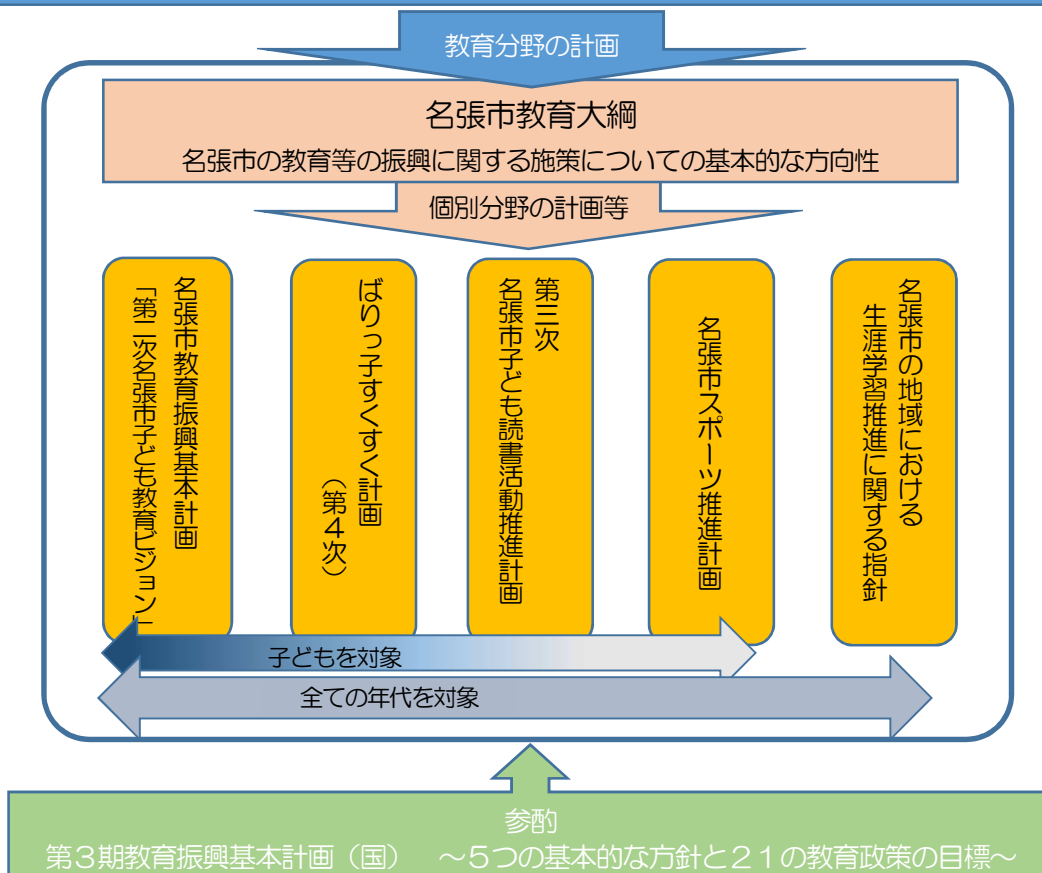 教育分野の計画
名張市教育大綱
名張市の教育等の振興に関する施策についての基本的な方向性
個別分野の計画等
名張市教育振興基本計画
「第二次名張市子ども教育ビジョン」
ばりっ子すくすく計画
（第４次）
第三次
名張市子ども読書活動推進計画
名張市スポーツ推進計画
名張市の地域における
生涯学習推進に関する指針
子どもを対象
全ての年代を対象
参酌
第３期教育振興基本計画（国）　～５つの基本的な方針と２１の教育政策の目標～